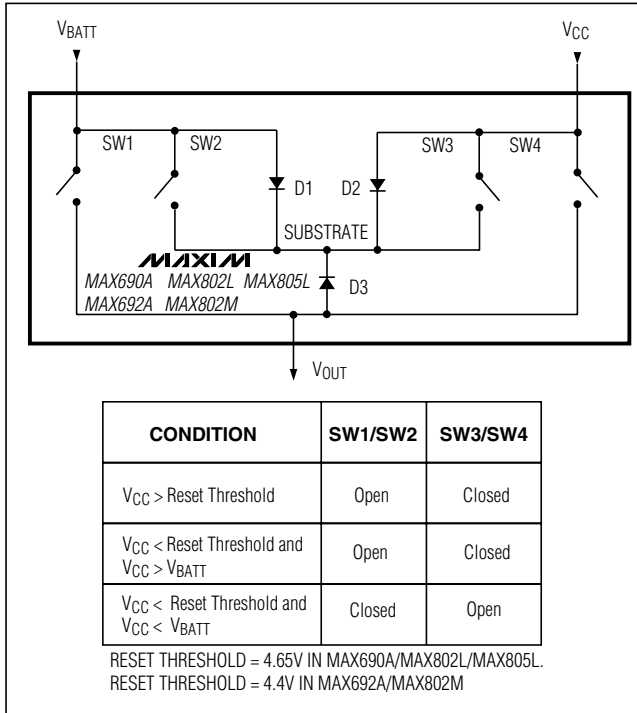 VBATT VCC
SW1 SW2 SW3 SW4
D1 D2
SUBSTRATE
MAXIM
MAX690A MAX802L MAX805L D3
MAX692A MAX802M
VOUT
CONDITION SW1/SW2 SW3/SW4
VCC > Reset Threshold Open Closed
VCC < Reset Threshold and
VCC > VBATT Open Closed
VCC < Reset Threshold and
VCC < VBATT Closed Open
RESET THRESHOLD = 4.65V IN MAX690A/MAX802L/MAX805L.
RESET THRESHOLD = 4.4V IN MAX692A/MAX802M